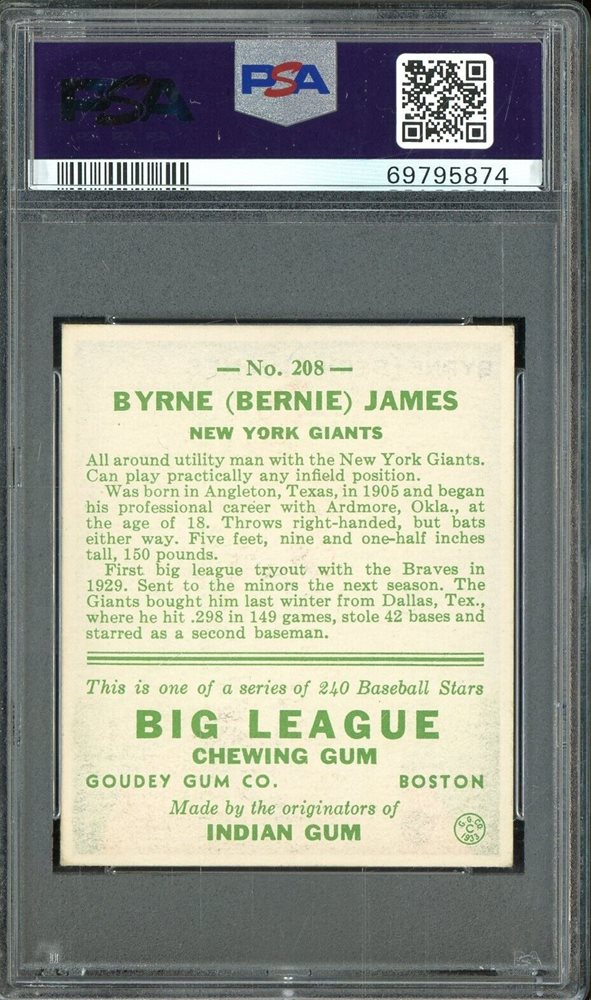 PSA
PSA
69795874
— No. 208 —
BYRNE (BERNIE) JAMES
NEW YORK GIANTS
All around utility man with the New York Giants.
Can play practically any infield position.
Was born in Angleton, Texas, in 1905 and began
his professional career with Ardmore, Okla., at
the age of 18. Throws right-handed, but bats
either way. Five feet, nine and one-half inches
tall, 150 pounds.
First big league tryout with the Braves in
1929. Sent to the minors the next season. The
Giants bought him last winter from Dallas, Tex.,
where he hit .298 in 149 games, stole 42 bases and
starred as a second baseman.
This is one of a series of 240 Baseball Stars
BIG LEAGUE
CHEWING GUM
GOUDEY GUM CO. BOSTON
Made by the originators of
INDIAN GUM
G.G.CO.
C
1933
PSA